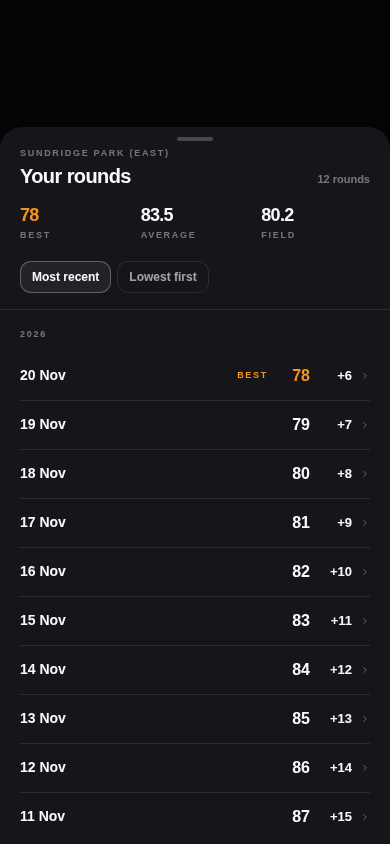 SUNDRIDGE PARK (EAST)
Your rounds 12 rounds
78 83.5 80.2
BEST AVERAGE FIELD
Most recent Lowest first
2026
20 Nov BEST 78 +6 ›
19 Nov 79 +7 ›
18 Nov 80 +8 ›
17 Nov 81 +9 ›
16 Nov 82 +10 ›
15 Nov 83 +11 ›
14 Nov 84 +12 ›
13 Nov 85 +13 ›
12 Nov 86 +14 ›
11 Nov 87 +15 ›